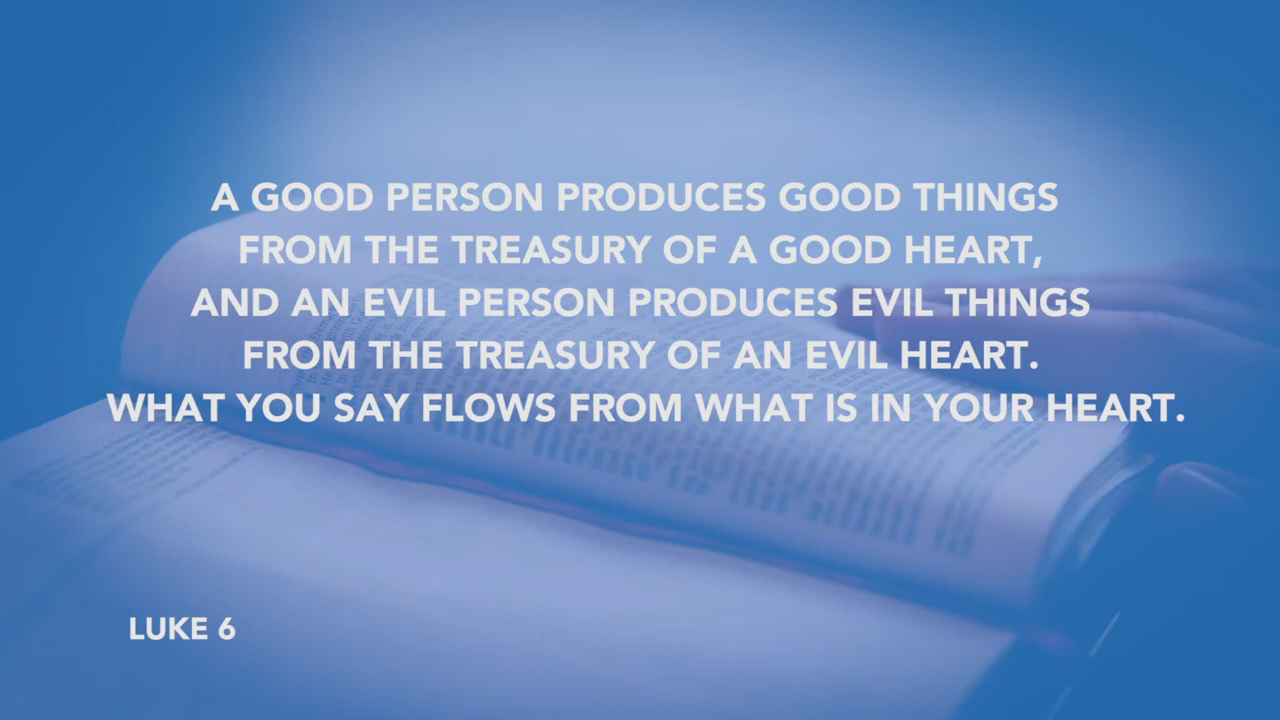 A GOOD PERSON PRODUCES GOOD THINGS
FROM THE TREASURY OF A GOOD HEART,
AND AN EVIL PERSON PRODUCES EVIL THINGS
FROM THE TREASURY OF AN EVIL HEART.
WHAT YOU SAY FLOWS FROM WHAT IS IN YOUR HEART.
LUKE 6